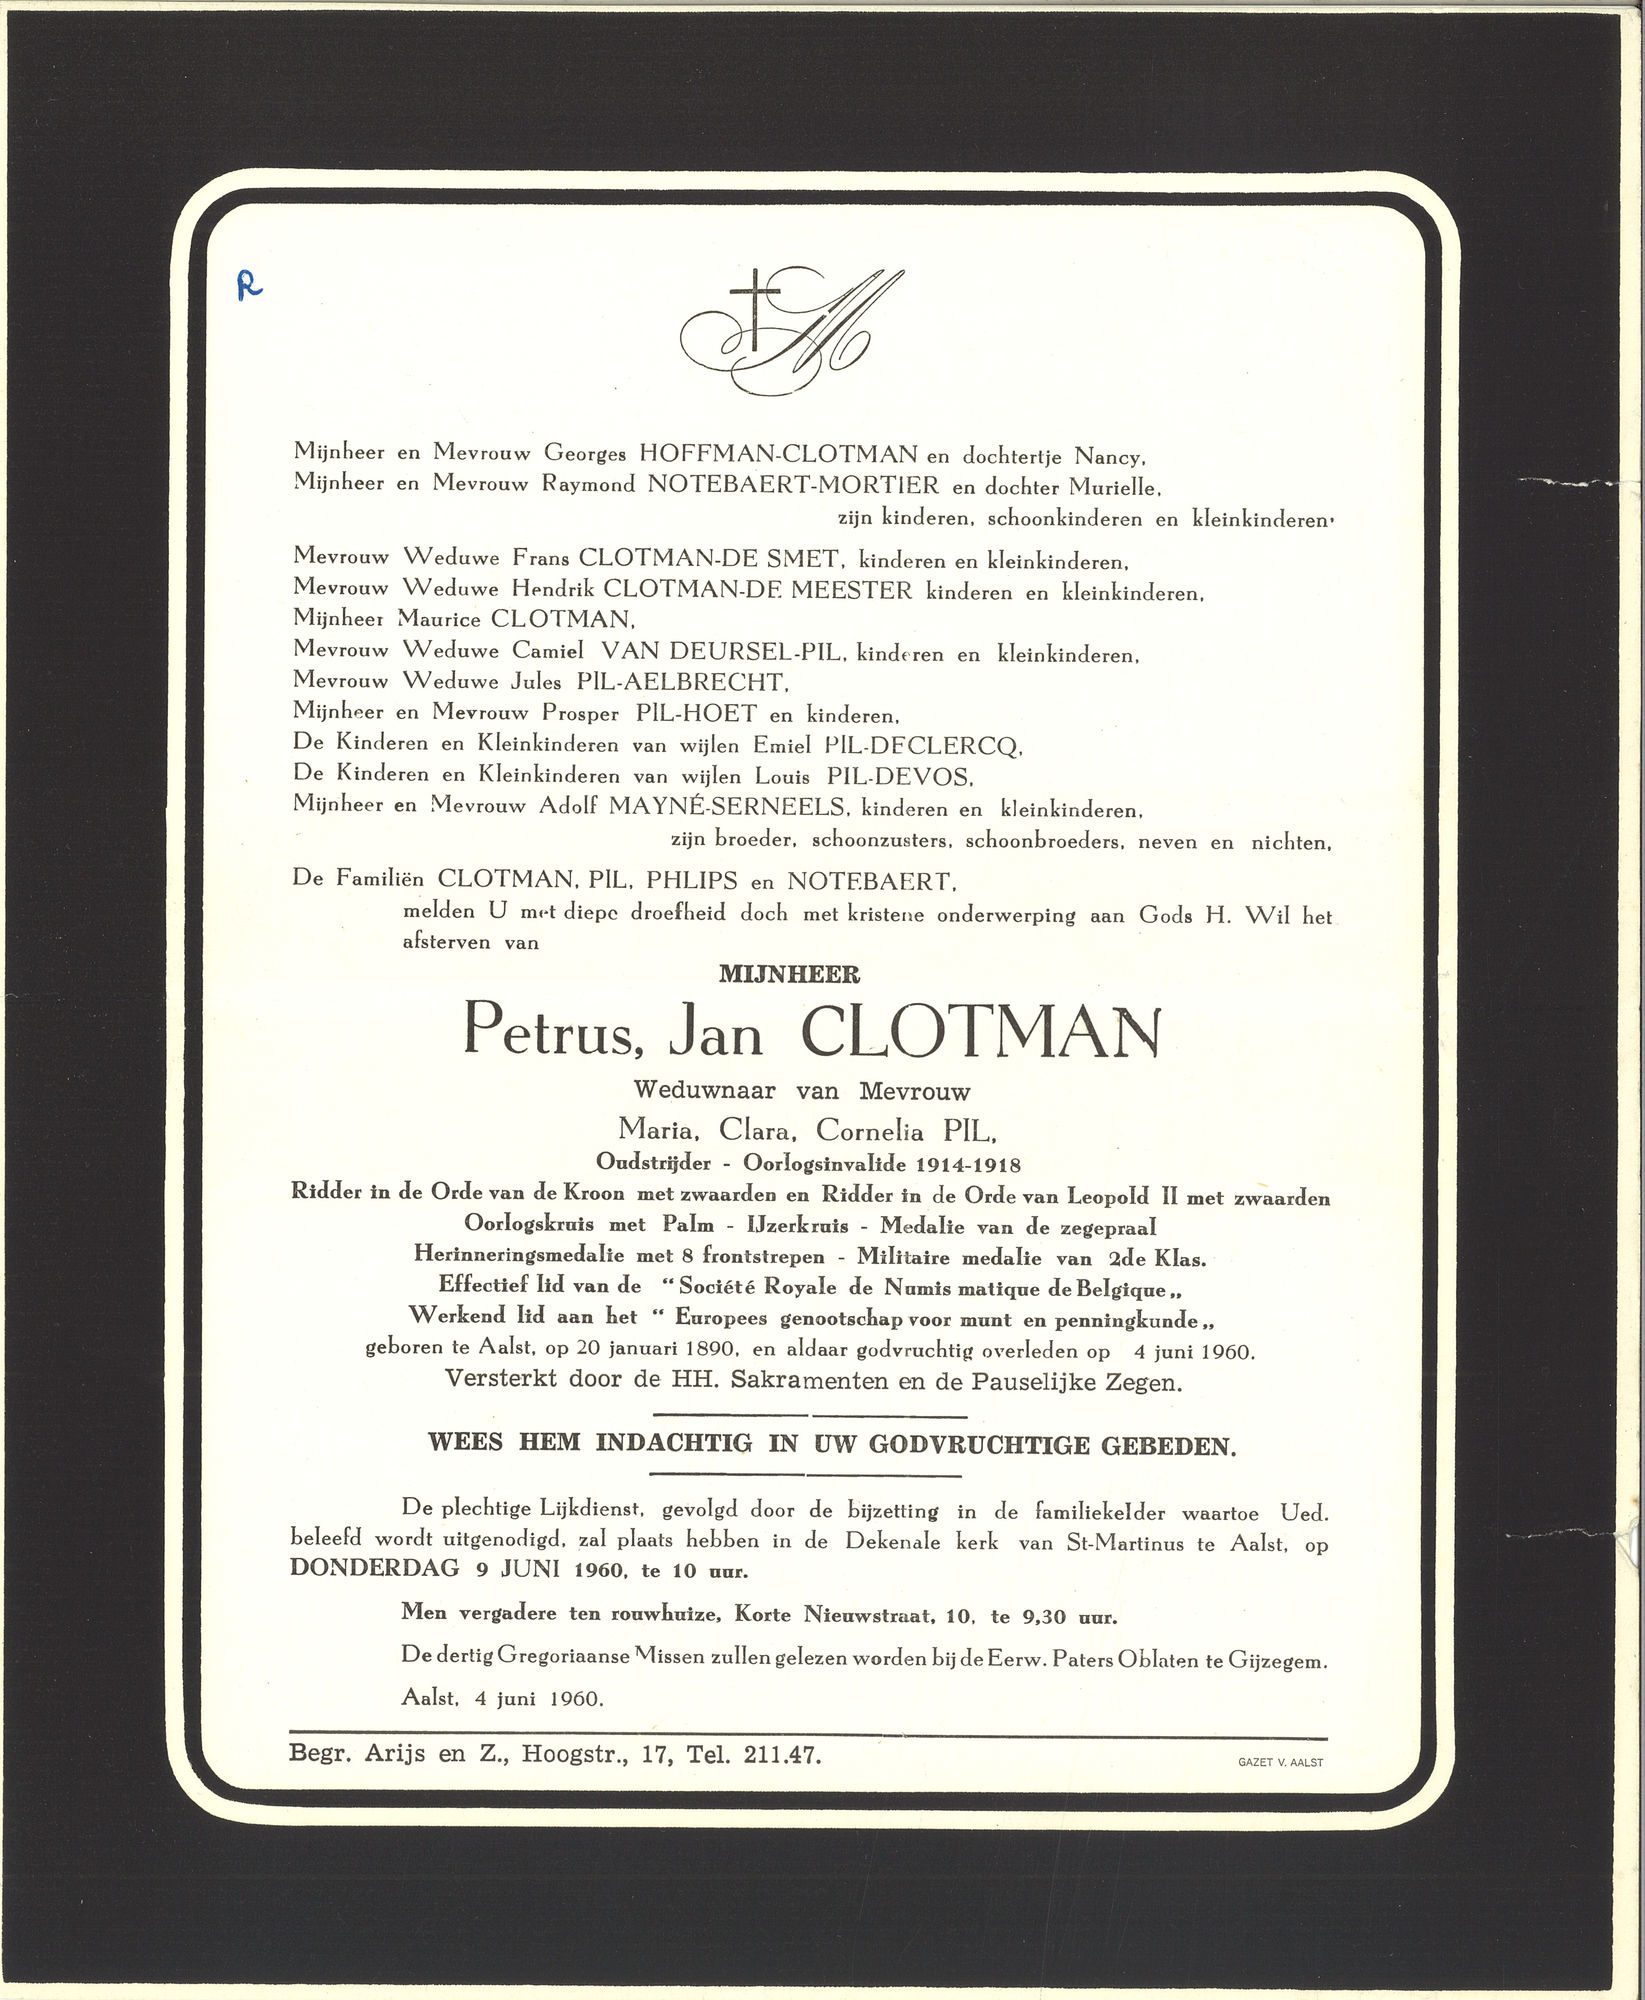 R
M
Mijnheer en Mevrouw Georges HOFFMAN-CLOTMAN en dochtertje Nancy,
Mijnheer en Mevrouw Raymond NOTEBAERT-MORTIER en dochter Murielle,
zijn kinderen, schoonkinderen en kleinkinderen'
Mevrouw Weduwe Frans CLOTMAN-DE SMET, kinderen en kleinkinderen,
Mevrouw Weduwe Hendrik CLOTMAN-DE MEESTER kinderen en kleinkinderen,
Mijnheer Maurice CLOTMAN,
Mevrouw Weduwe Camiel VAN DEURSEL-PIL, kinderen en kleinkinderen,
Mevrouw Weduwe Jules PIL-AELBRECHT,
Mijnheer en Mevrouw Prosper PIL-HOET en kinderen,
De Kinderen en Kleinkinderen van wijlen Emiel PIL-DECLERCQ,
De Kinderen en Kleinkinderen van wijlen Louis PIL-DEVOS,
Mijnheer en Mevrouw Adolf MAYNÉ-SERNEELS, kinderen en kleinkinderen,
zijn broeder, schoonzusters, schoonbroeders, neven en nichten,
De Familiën CLOTMAN, PIL, PHLIPS en NOTEBAERT,
melden U met diepe droefheid doch met kristene onderwerping aan Gods H. Wil het
afsterven van
MIJNHEER
Petrus, Jan CLOTMAN
Weduwnaar van Mevrouw
Maria, Clara, Cornelia PIL,
Oudstrijder - Oorlogsinvalide 1914-1918
Ridder in de Orde van de Kroon met zwaarden en Ridder in de Orde van Leopold II met zwaarden
Oorlogskruis met Palm - IJzerkruis - Medalie van de zegepraal
Herinneringsmedalie met 8 frontstrepen - Militaire medalie van 2de Klas.
Effectief lid van de “Société Royale de Numis matique de Belgique„
Werkend lid aan het “ Europees genootschap voor munt en penningkunde„
geboren te Aalst, op 20 januari 1890, en aldaar godvruchtig overleden op 4 juni 1960.
Versterkt door de HH. Sakramenten en de Pauselijke Zegen.
WEES HEM INDACHTIG IN UW GODVRUCHTIGE GEBEDEN.
De plechtige Lijkdienst, gevolgd door de bijzetting in de familiekelder waartoe Ued.
beleefd wordt uitgenodigd, zal plaats hebben in de Dekenale kerk van St-Martinus te Aalst, op
DONDERDAG 9 JUNI 1960, te 10 uur.
Men vergadere ten rouwhuize, Korte Nieuwstraat, 10, te 9,30 uur.
De dertig Gregoriaanse Missen zullen gelezen worden bij de Eerw. Paters Oblaten te Gijzegem.
Aalst, 4 juni 1960.
Begr. Arijs en Z., Hoogstr., 17, Tel. 211.47.
GAZET V. AALST